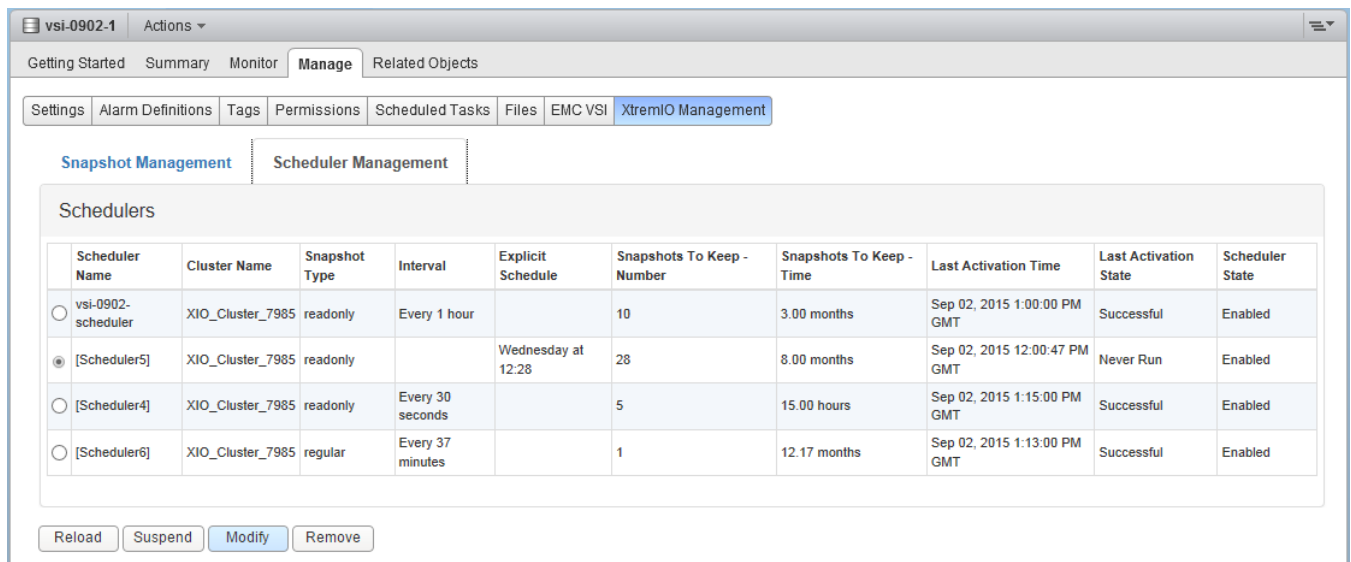 vsi-0902-1 Actions
Getting Started Summary Monitor Manage Related Objects
Settings Alarm Definitions Tags Permissions Scheduled Tasks Files EMC VSI XtremIO Management
Snapshot Management Scheduler Management
Schedulers
Scheduler Name Cluster Name Snapshot Type Interval Explicit Schedule Snapshots To Keep - Number Snapshots To Keep - Time Last Activation Time Last Activation State Scheduler State
vsi-0902-scheduler XIO_Cluster_7985 readonly Every 1 hour 10 3.00 months Sep 02, 2015 1:00:00 PM GMT Successful Enabled
[Scheduler5] XIO_Cluster_7985 readonly Wednesday at 12:28 28 8.00 months Sep 02, 2015 12:00:47 PM GMT Never Run Enabled
[Scheduler4] XIO_Cluster_7985 readonly Every 30 seconds 5 15.00 hours Sep 02, 2015 1:15:00 PM GMT Successful Enabled
[Scheduler6] XIO_Cluster_7985 regular Every 37 minutes 1 12.17 months Sep 02, 2015 1:13:00 PM GMT Successful Enabled
Reload Suspend Modify Remove